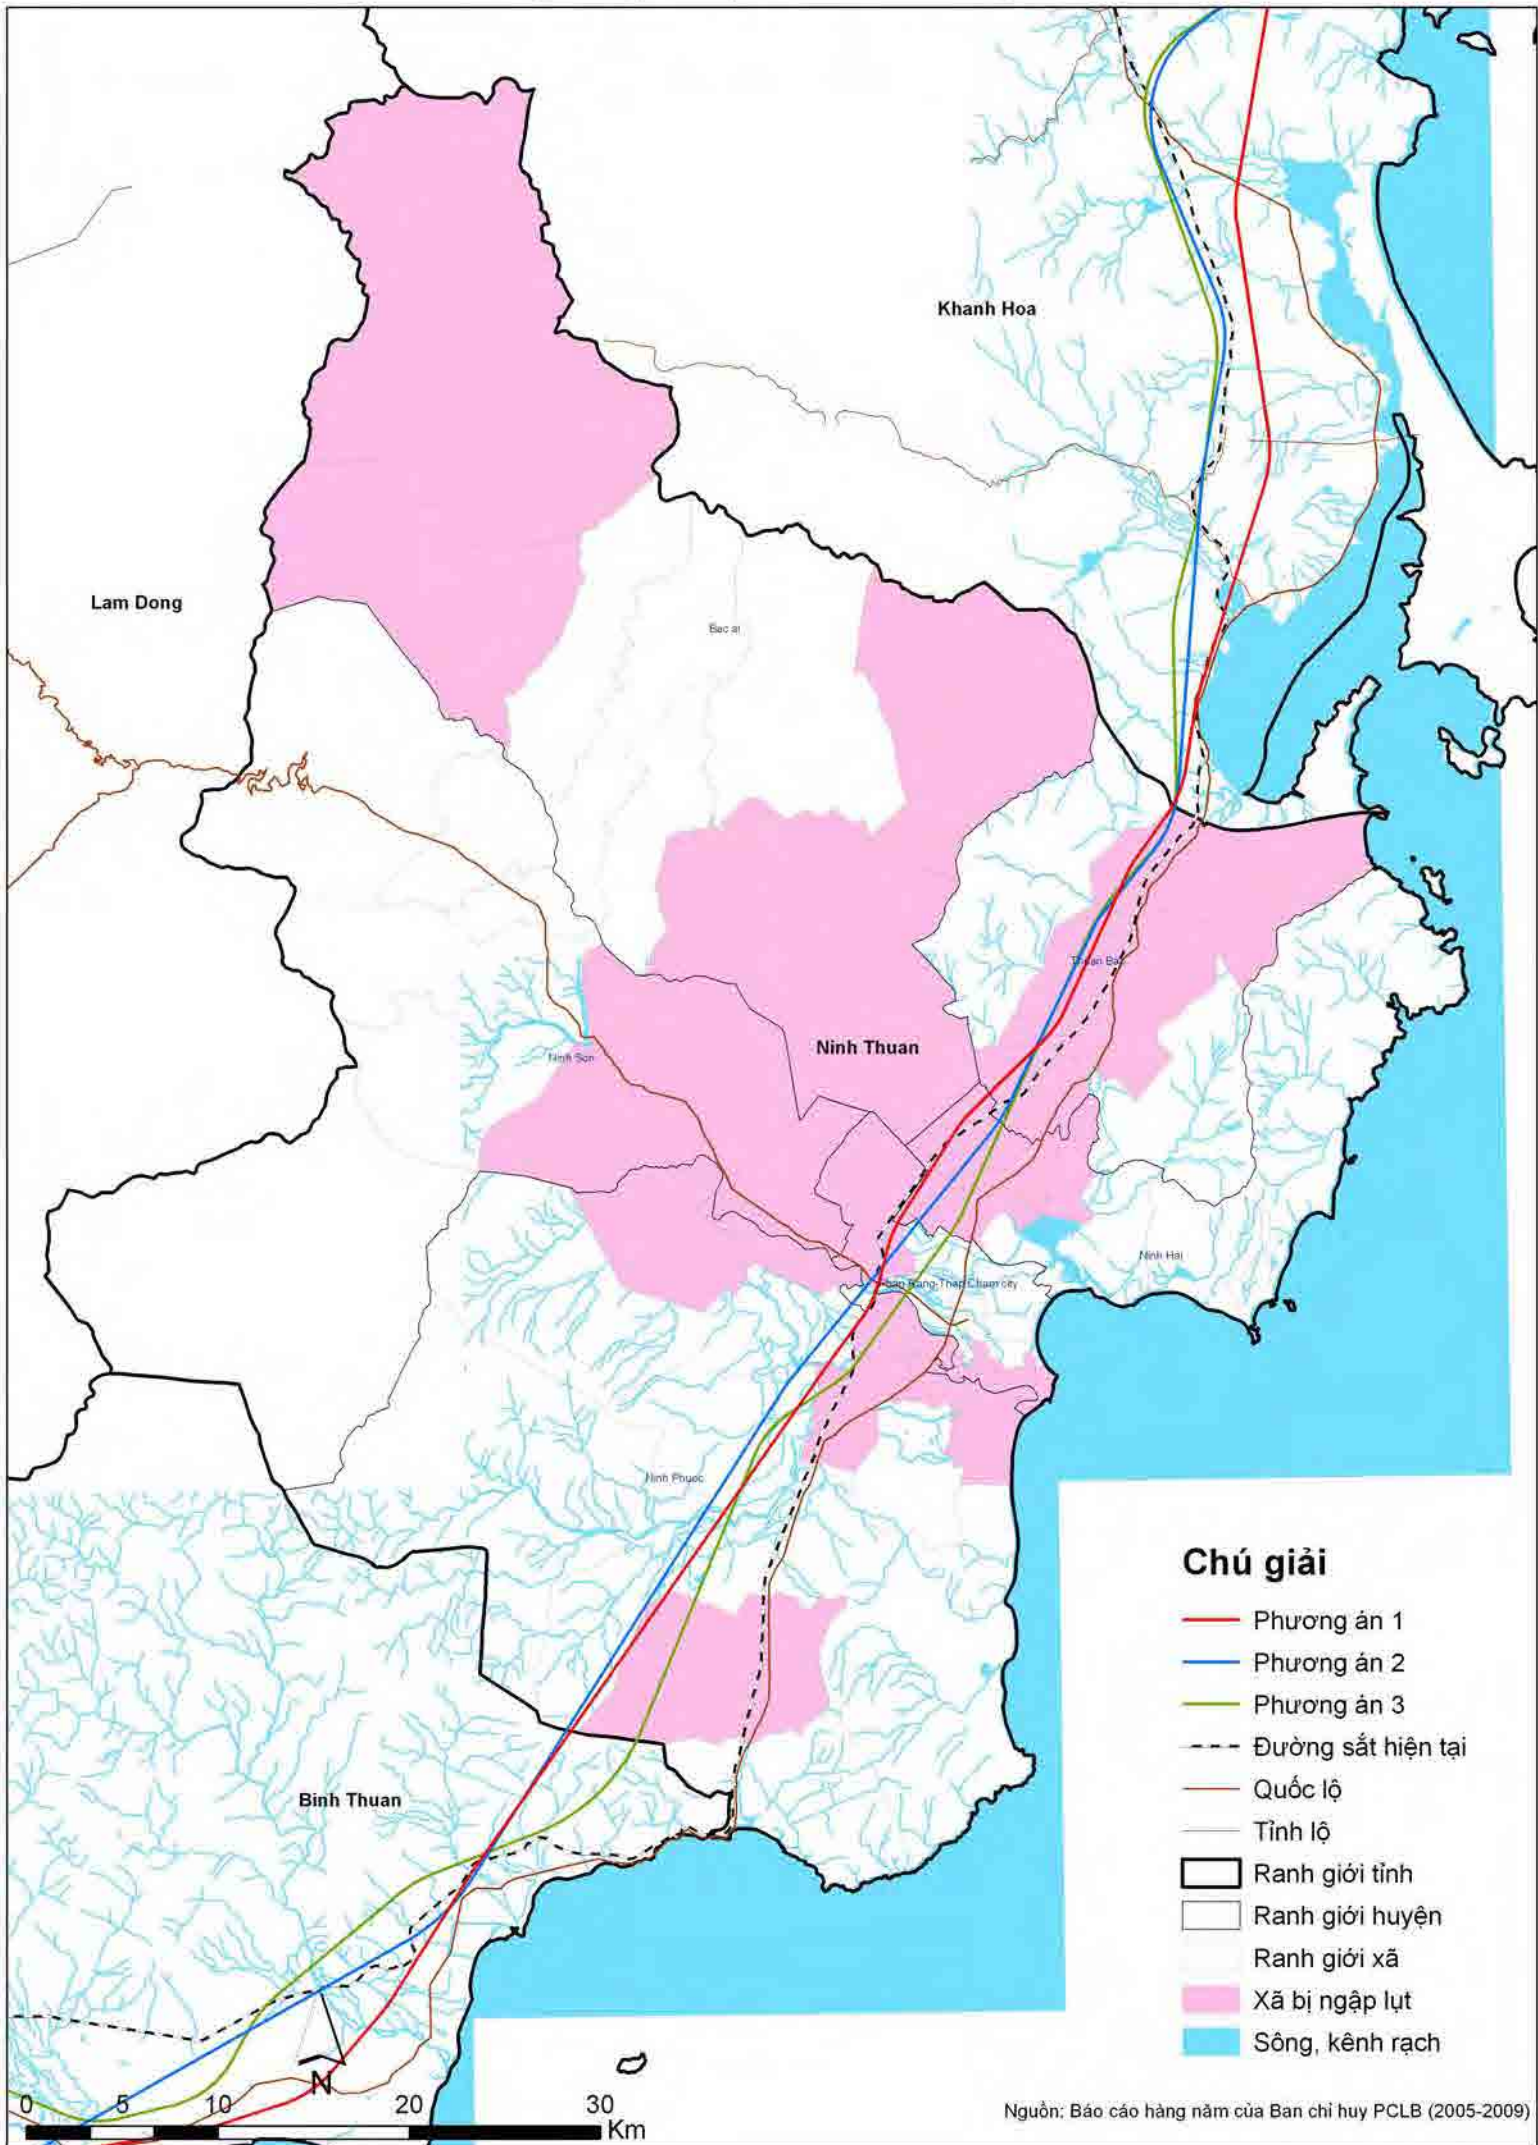 Khanh Hoa
Lam Dong
Bac ai
Thuan Bac
Ninh Thuan
Ninh Son
Ninh Hai
Phan Rang-Thap Cham city
Ninh Phuoc
Binh Thuan
Chú giải
Phương án 1
Phương án 2
Phương án 3
Đường sắt hiện tại
Quốc lộ
Tỉnh lộ
Ranh giới tỉnh
Ranh giới huyện
Ranh giới xã
Xã bị ngập lụt
Sông, kênh rạch
N
0 5 10 20 30
Km
Nguồn: Báo cáo hàng năm của Ban chỉ huy PCLB (2005-2009)